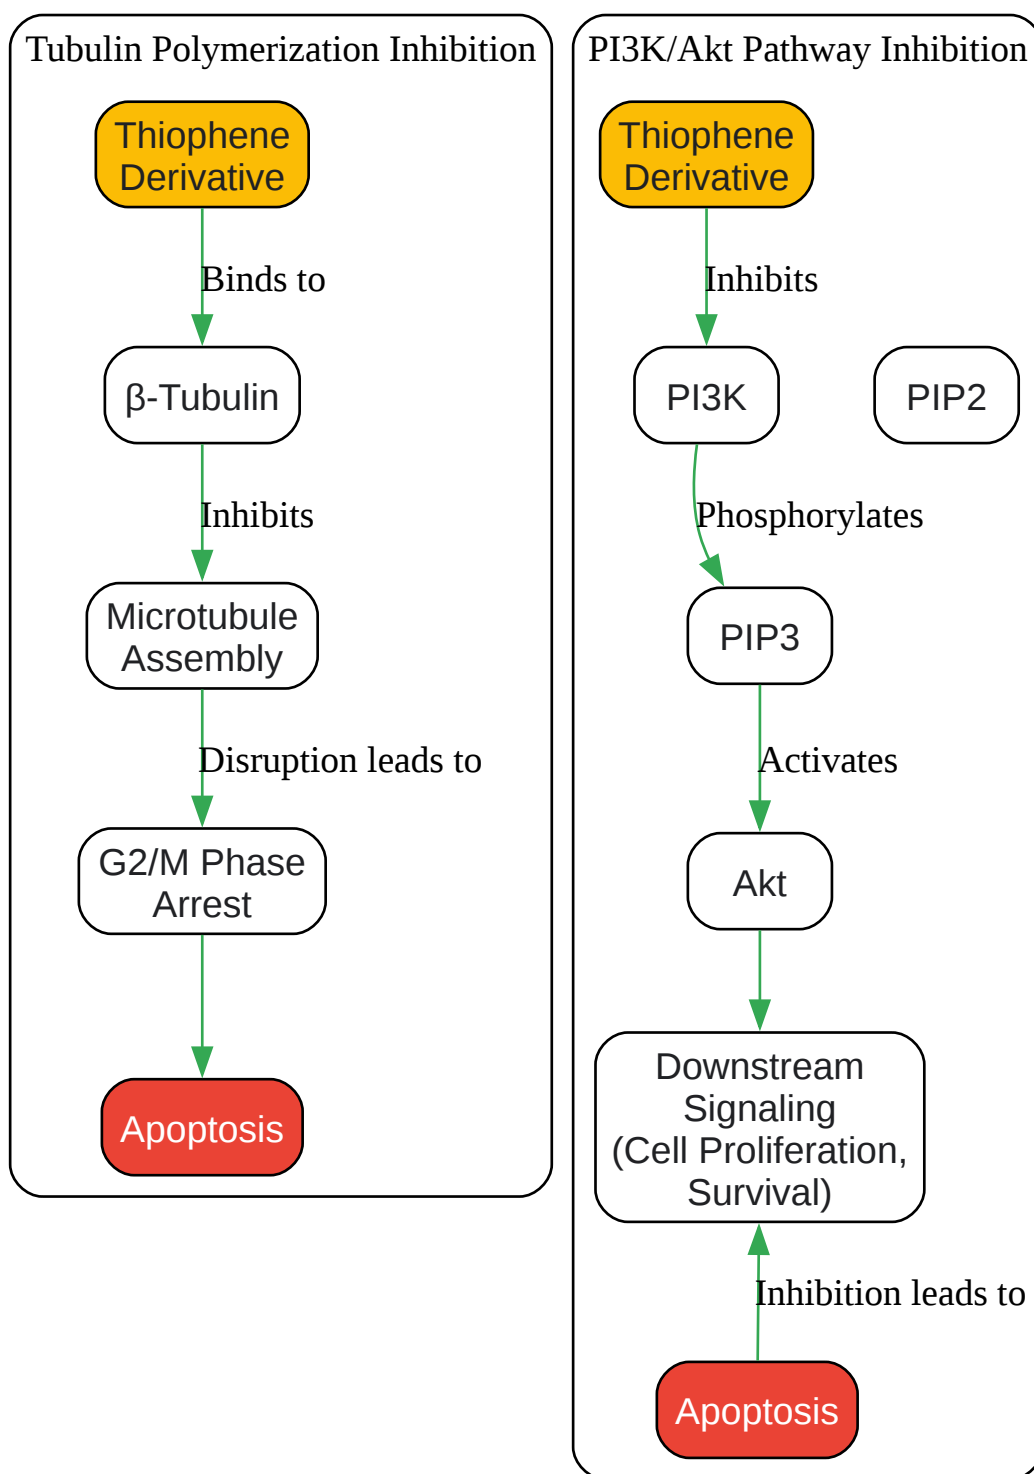 Tubulin Polymerization Inhibition
Thiophene
Derivative
Binds to
β-Tubulin
Inhibits
Microtubule
Assembly
Disruption leads to
G2/M Phase
Arrest
Apoptosis
PI3K/Akt Pathway Inhibition
Thiophene
Derivative
Inhibits
PI3K
PIP2
Phosphorylates
PIP3
Activates
Akt
Downstream
Signaling
(Cell Proliferation,
Survival)
Inhibition leads to
Apoptosis